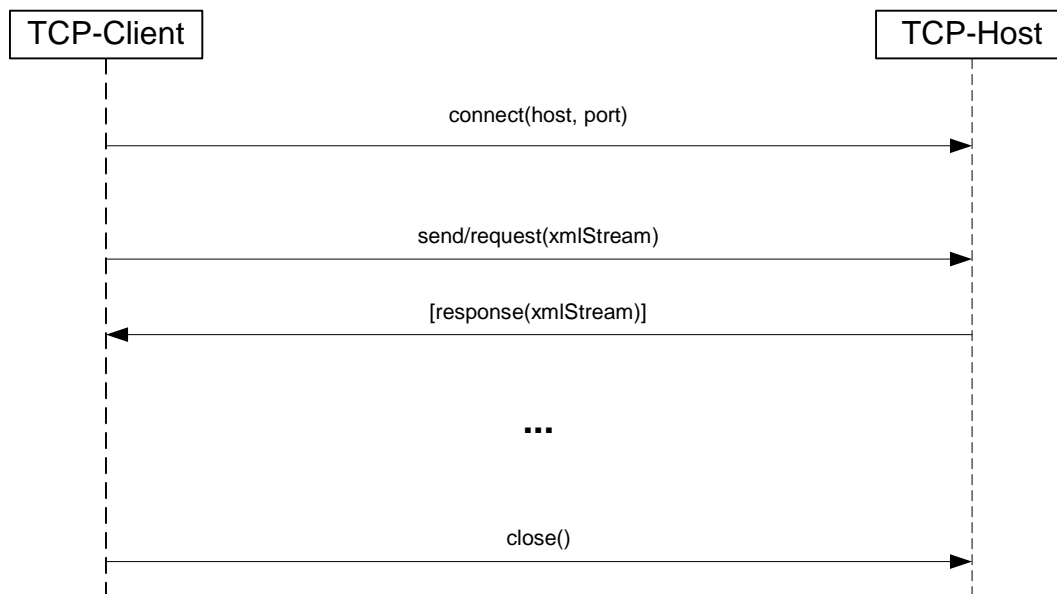 TCP-Client
TCP-Host
connect(host, port)
send/request(xmlStream)
[response(xmlStream)]
...
close()